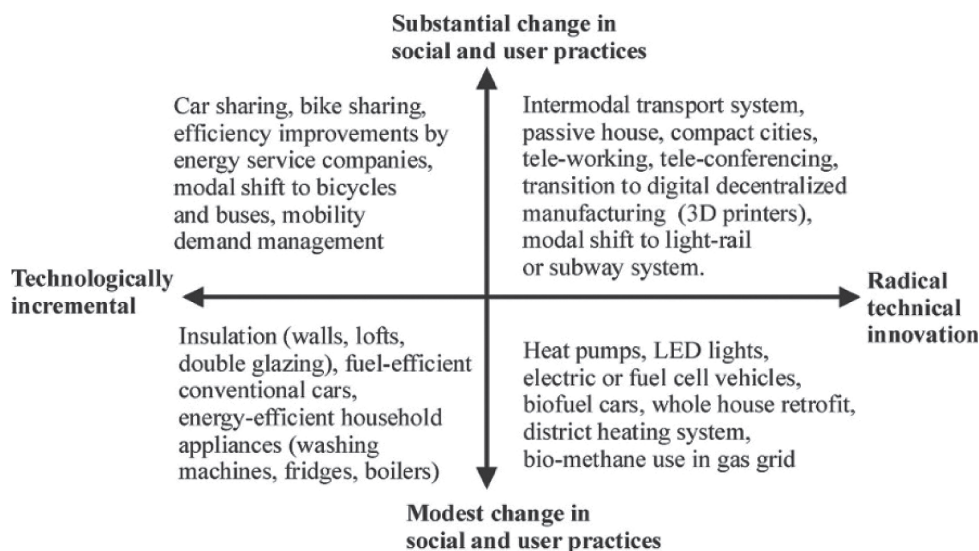 Substantial change in
social and user practices
Car sharing, bike sharing,
efficiency improvements by
energy service companies,
modal shift to bicycles
and buses, mobility
demand management
Intermodal transport system,
passive house, compact cities,
tele-working, tele-conferencing,
transition to digital decentralized
manufacturing (3D printers),
modal shift to light-rail
or subway system.
Technologically
incremental
Radical
technical
innovation
Insulation (walls, lofts,
double glazing), fuel-efficient
conventional cars,
energy-efficient household
appliances (washing
machines, fridges, boilers)
Heat pumps, LED lights,
electric or fuel cell vehicles,
biofuel cars, whole house retrofit,
district heating system,
bio-methane use in gas grid
Modest change in
social and user practices